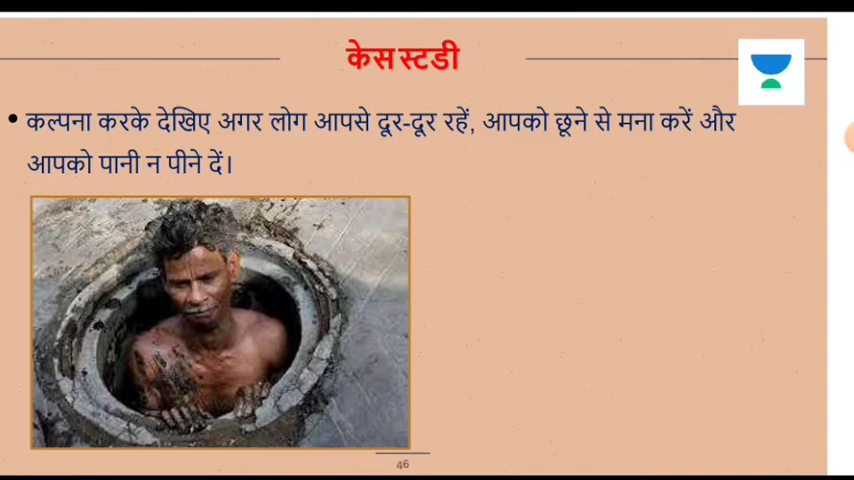 केस स्टडी
• कल्पना करके देखिए अगर लोग आपसे दूर-दूर रहें, आपको छूने से मना करें और
आपको पानी न पीने दें।
46